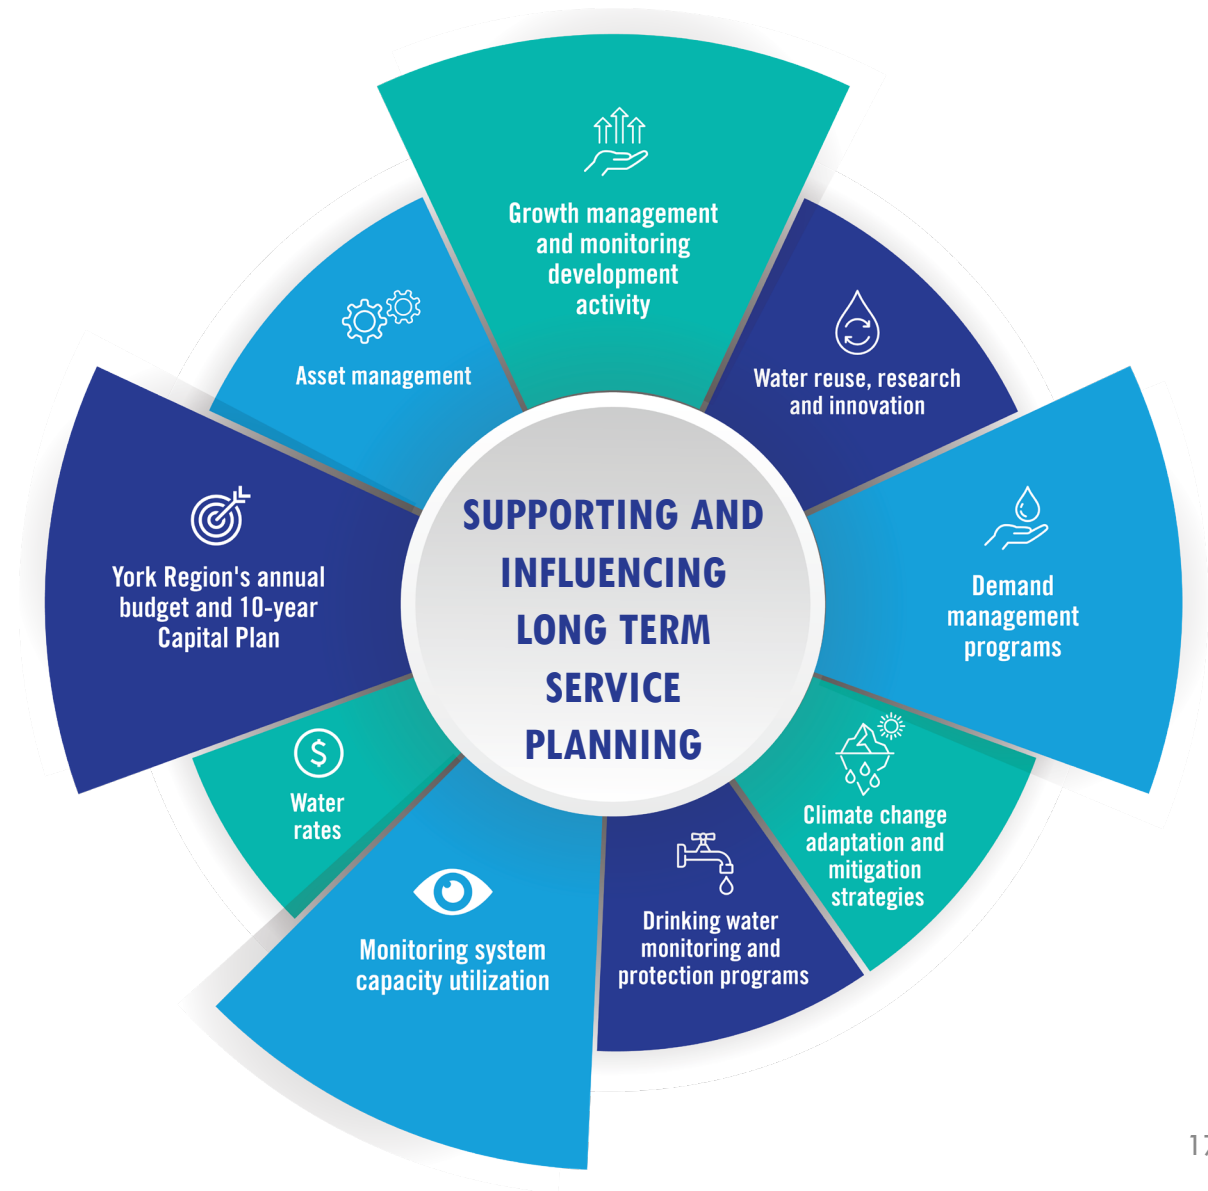 Growth management
and monitoring
development
activity
Water reuse, research
and innovation
Demand
management
programs
Climate change
adaptation and
mitigation
strategies
Drinking water
monitoring and
protection programs
Monitoring system
capacity utilization
Water
rates
York Region's annual
budget and 10-year
Capital Plan
Asset management
$
SUPPORTING AND
INFLUENCING
LONG TERM
SERVICE
PLANNING
17